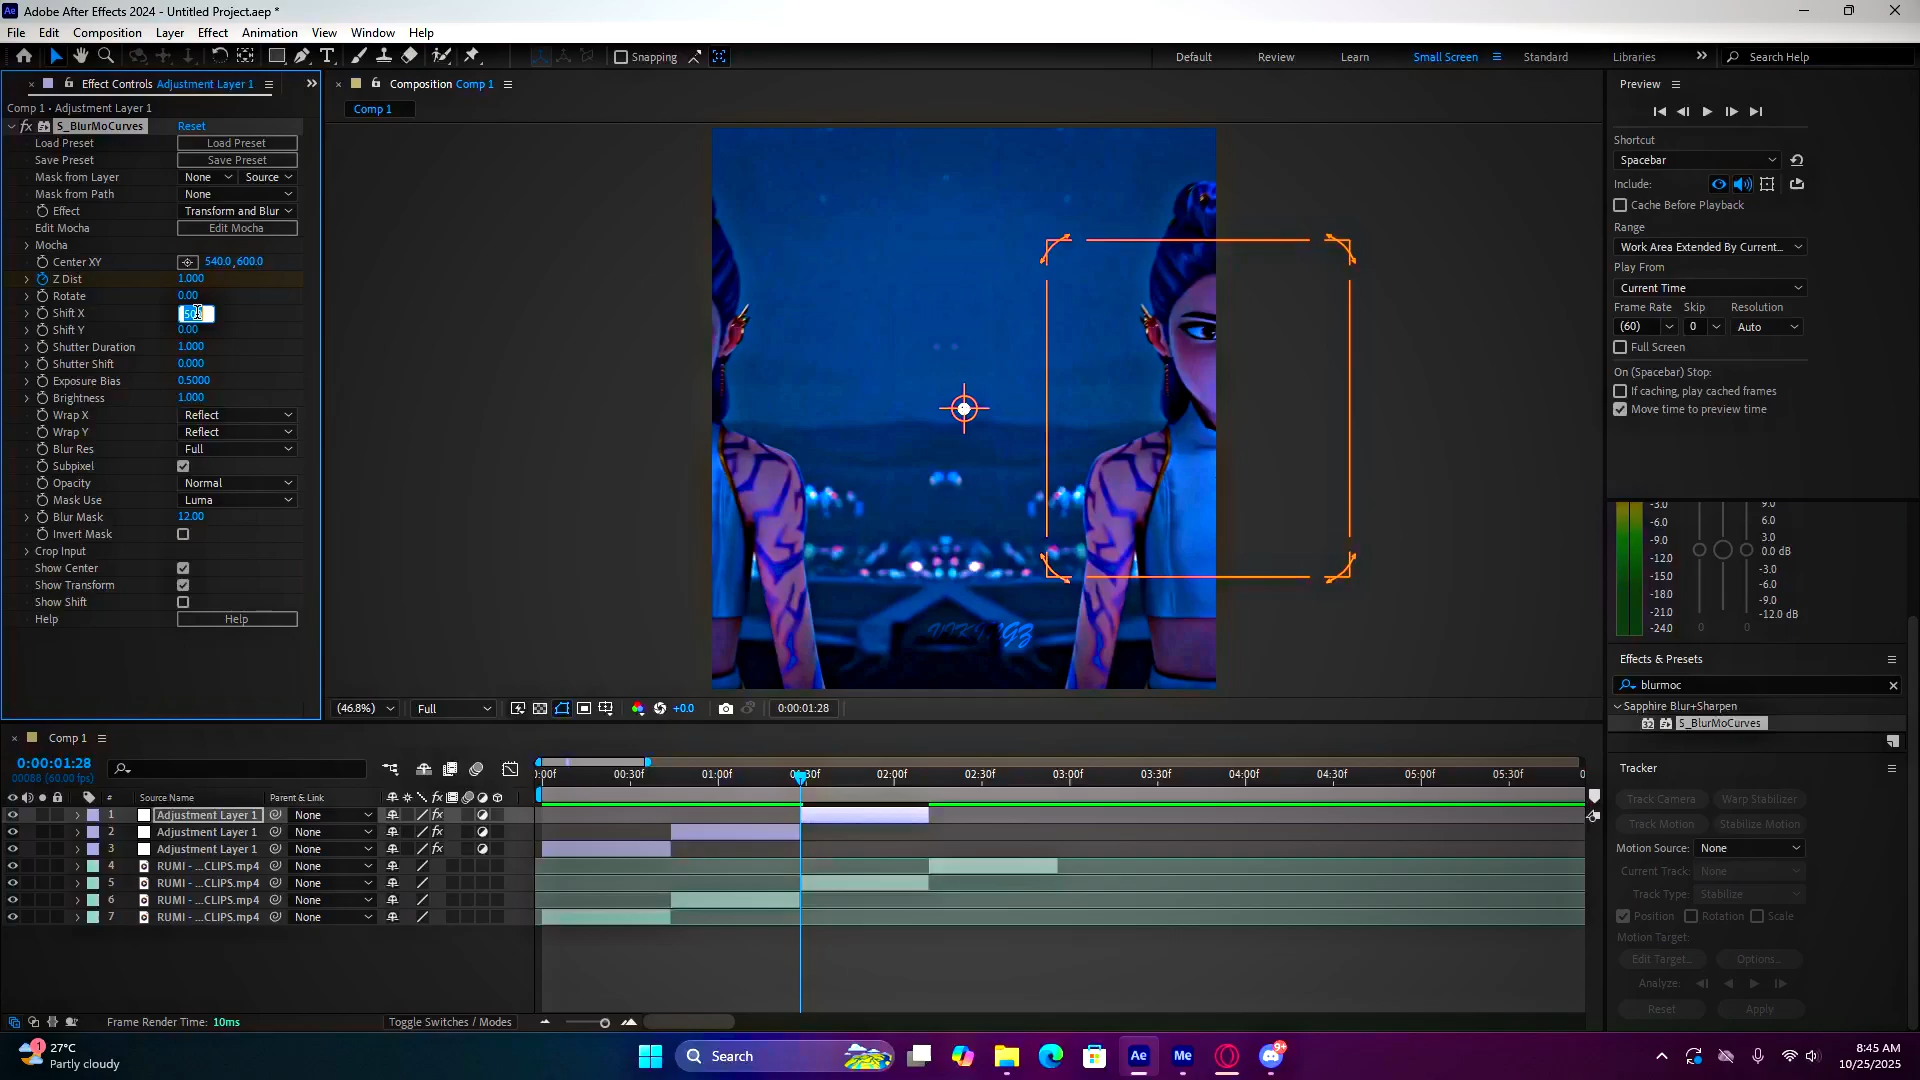 Adobe After Effects 2024 - Untitled Project.aep *
File Edit Composition Layer Effect Animation View Window Help
Snapping
Default Review Learn Small Screen Standard Libraries Search Help
Effect Controls Adjustment Layer 1
Comp 1 • Adjustment Layer 1
fx S_BlurMoCurves Reset
Load Preset Load Preset
Save Preset Save Preset
Mask from Layer None Source
Mask from Path None
Effect Transform and Blur
Edit Mocha Edit Mocha
Mocha
Center XY 540.0,600.0
Z Dist 1.000
Rotate 0.00
Shift X
Shift Y 0.00
Shutter Duration 1.000
Shutter Shift 0.000
Exposure Bias 0.5000
Brightness 1.000
Wrap X Reflect
Wrap Y Reflect
Blur Res Full
Subpixel
Opacity Normal
Mask Use Luma
Blur Mask 12.00
Invert Mask
Crop Input
Show Center
Show Transform
Show Shift
Help Help
Composition Comp 1
Comp 1
VIKINGZ
(46.8%) Full +0.0 0:00:01:28
Preview
Shortcut
Spacebar
Include:
Cache Before Playback
Range
Work Area Extended By Current...
Play From
Current Time
Frame Rate Skip Resolution
(60) 0 Auto
Full Screen
On (Spacebar) Stop:
If caching, play cached frames
Move time to preview time
-3.0 9.0
-6.0 6.0
-9.0 3.0
-12.0 0.0 dB
-15.0 -3.0
-18.0 -6.0
-21.0 -9.0
-24.0 -12.0 dB
0 0
Effects & Presets
blurmoc
Sapphire Blur+Sharpen
32 S_BlurMoCurves
Tracker
Track Camera Warp Stabilizer
Track Motion Stabilize Motion
Motion Source: None
Current Track: None
Track Type: Stabilize
Position Rotation Scale
Motion Target:
Edit Target... Options...
Analyze:
Reset Apply
Comp 1
0:00:01:28
00088 (60.00 fps)
:00f 00:30f 01:00f 01:30f 02:00f 02:30f 03:00f 03:30f 04:00f 04:30f 05:00f 05:30f 0
# Source Name Parent & Link fx
1 Adjustment Layer 1 None fx
2 Adjustment Layer 1 None fx
3 Adjustment Layer 1 None fx
4 RUMI - ...CLIPS.mp4 None
5 RUMI - ...CLIPS.mp4 None
6 RUMI - ...CLIPS.mp4 None
7 RUMI - ...CLIPS.mp4 None
Frame Render Time: 10ms Toggle Switches / Modes
1 27°C
Partly cloudy
Search
Ae Me 9+
8:45 AM
10/25/2025